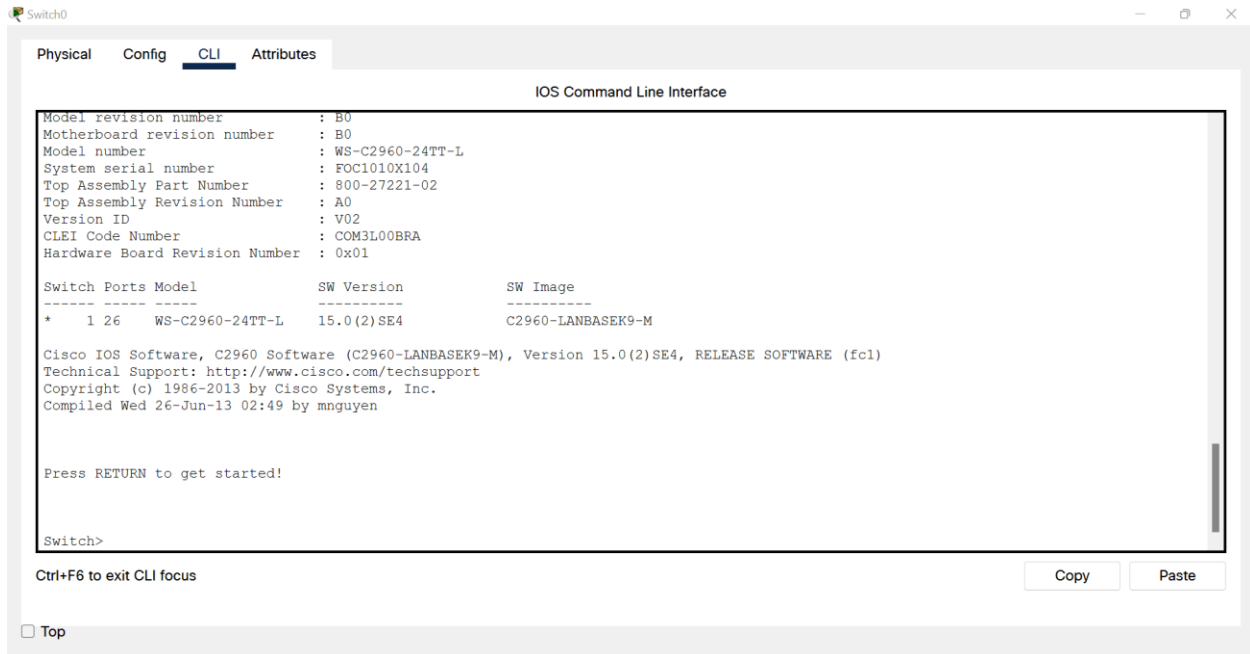 Switch0
Physical Config CLI Attributes
IOS Command Line Interface
Model revision number : B0
Motherboard revision number : B0
Model number : WS-C2960-24TT-L
System serial number : FOC1010X104
Top Assembly Part Number : 800-27221-02
Top Assembly Revision Number : A0
Version ID : V02
CLEI Code Number : COM3L00BRA
Hardware Board Revision Number : 0x01
Switch Ports Model SW Version SW Image
------ ----- ----- ---------- ----------
* 1 26 WS-C2960-24TT-L 15.0(2)SE4 C2960-LANBASEK9-M
Cisco IOS Software, C2960 Software (C2960-LANBASEK9-M), Version 15.0(2)SE4, RELEASE SOFTWARE (fc1)
Technical Support: http://www.cisco.com/techsupport
Copyright (c) 1986-2013 by Cisco Systems, Inc.
Compiled Wed 26-Jun-13 02:49 by mnguyen
Press RETURN to get started!
Switch>
Ctrl+F6 to exit CLI focus
Copy Paste
Top